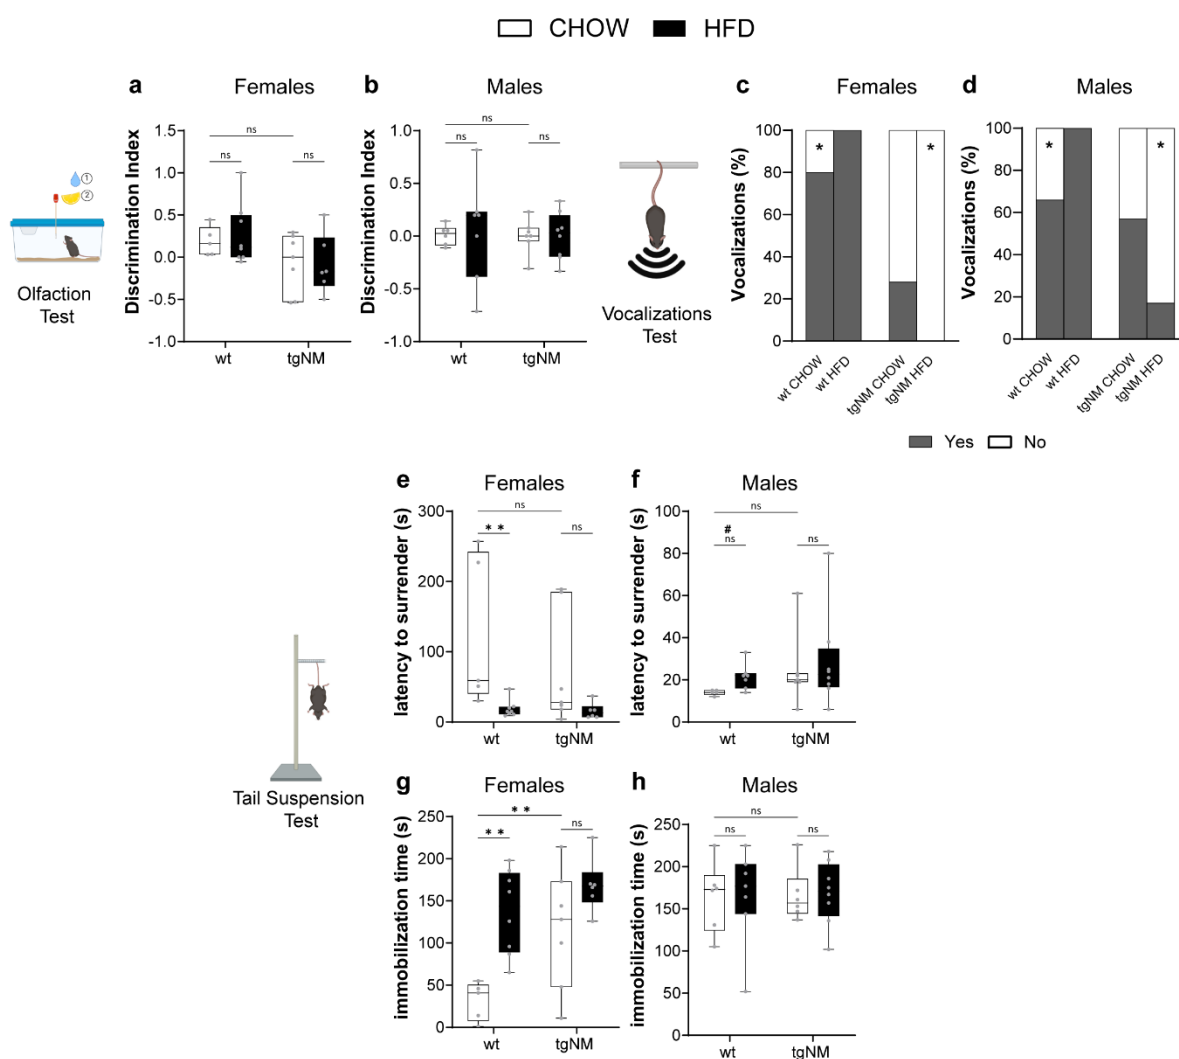 CHOW HFD
a Females
Discrimination Index
1.5
1.0
0.5
0.0
-0.5
-1.0
ns
ns
ns
wt tgNM
b Males
Discrimination Index
1.0
0.5
0.0
-0.5
-1.0
ns
ns
ns
wt tgNM
1
2
Olfaction
Test
Vocalizations
Test
c Females
Vocalizations (%)
100
80
60
40
20
0
* *
wt CHOW
wt HFD
tgNM CHOW
tgNM HFD
d Males
Vocalizations (%)
100
80
60
40
20
0
* *
wt CHOW
wt HFD
tgNM CHOW
tgNM HFD
Yes No
e Females
latency to surrender (s)
300
200
100
0
ns
**
ns
wt tgNM
f Males
latency to surrender (s)
100
80
60
40
20
0
ns
#
ns
ns
wt tgNM
Tail Suspension
Test
g Females
immobilization time (s)
250
200
150
100
50
0
**
**
ns
wt tgNM
h Males
immobilization time (s)
250
200
150
100
50
0
ns
ns
ns
wt tgNM